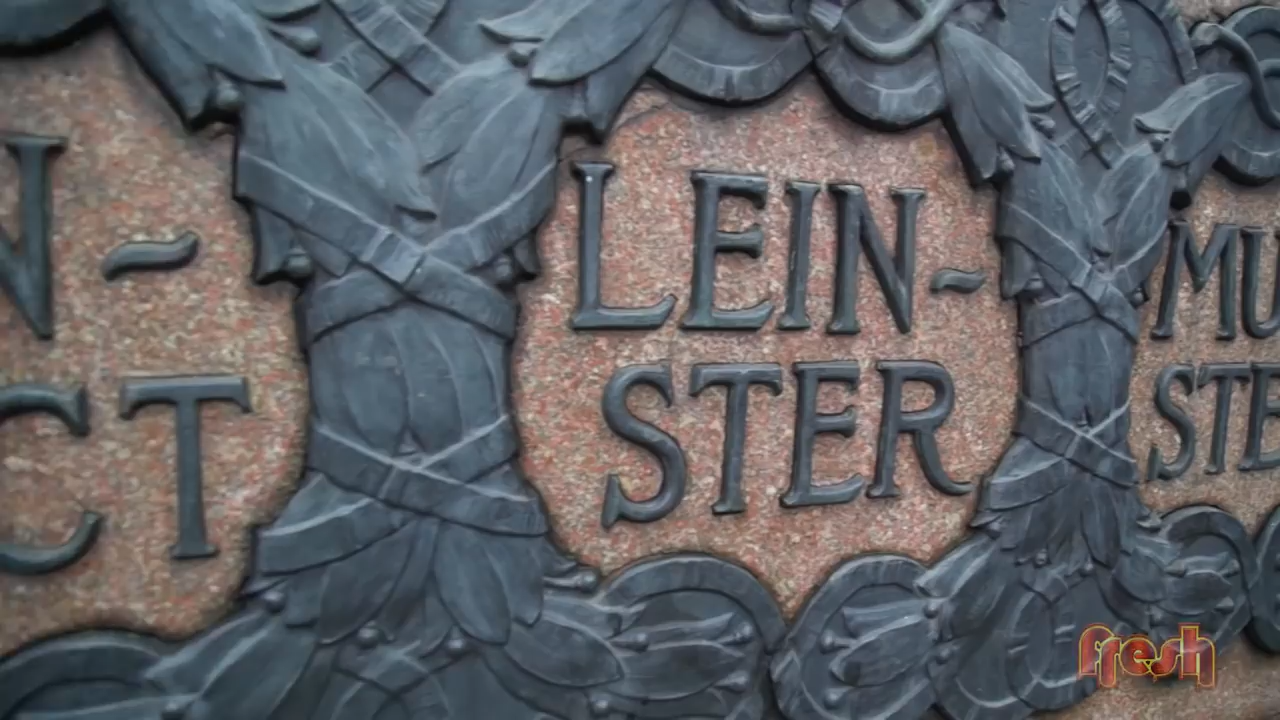 N-
CT
LEIN-
STER
MU
STE
fresh